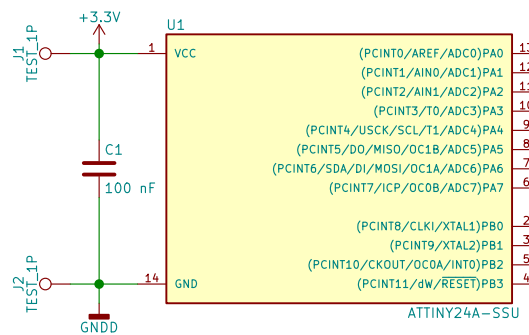 +3.3V
U1
J1
TEST_1P
1
VCC
(PCINT0/AREF/ADC0)PA0
13
(PCINT1/AIN0/ADC1)PA1
12
(PCINT2/AIN1/ADC2)PA2
11
(PCINT3/T0/ADC3)PA3
10
(PCINT4/USCK/SCL/T1/ADC4)PA4
9
(PCINT5/DO/MISO/OC1B/ADC5)PA5
8
(PCINT6/SDA/DI/MOSI/OC1A/ADC6)PA6
7
(PCINT7/ICP/OC0B/ADC7)PA7
6
C1
100 nF
(PCINT8/CLKI/XTAL1)PB0
2
(PCINT9/XTAL2)PB1
3
(PCINT10/CKOUT/OC0A/INT0)PB2
5
J2
TEST_1P
14
GND
(PCINT11/dW/RESET)PB3
4
GNDD
ATTINY24A-SSU